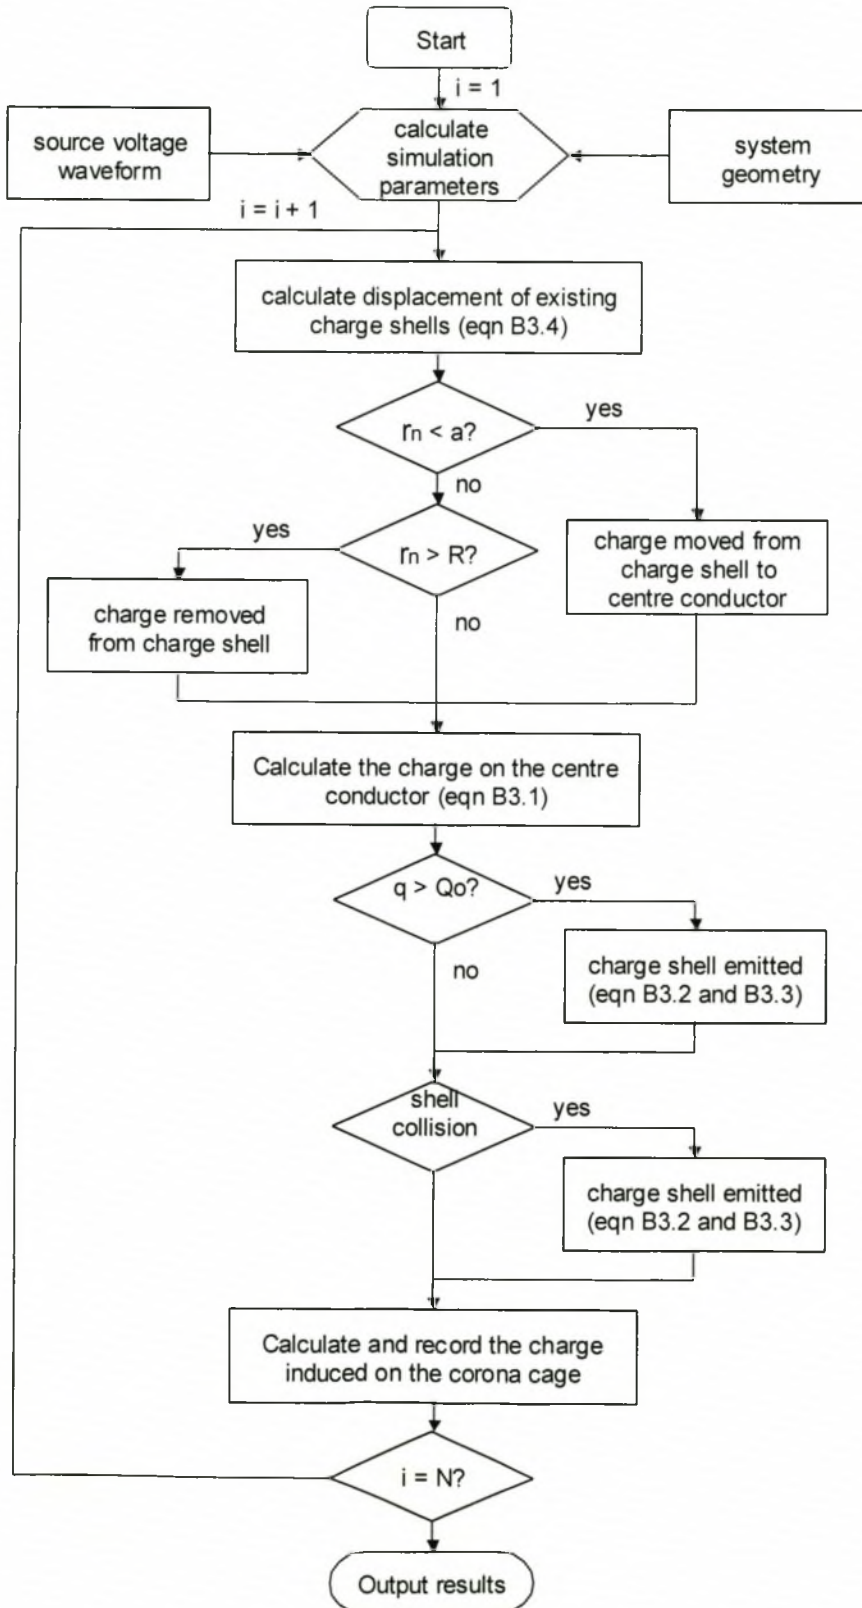 Start
i = 1
source voltage
waveform
calculate
simulation
parameters
system
geometry
i = i + 1
calculate displacement of existing
charge shells (eqn B3.4)
rn < a?
yes
no
yes
rn > R?
charge moved from
charge shell to
centre conductor
charge removed
from charge shell
no
Calculate the charge on the centre
conductor (eqn B3.1)
q > Qo?
yes
no
charge shell emitted
(eqn B3.2 and B3.3)
shell
collision
yes
charge shell emitted
(eqn B3.2 and B3.3)
Calculate and record the charge
induced on the corona cage
i = N?
Output results